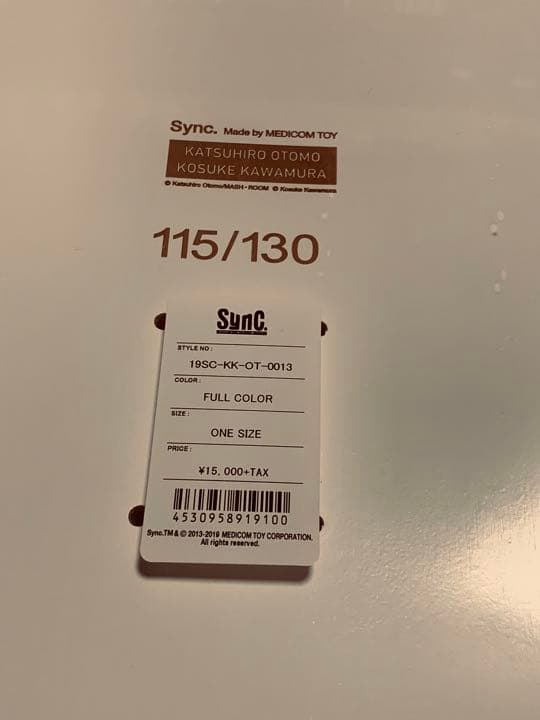 Sync. Made by MEDICOM TOY
KATSUHIRO OTOMO
KOSUKE KAWAMURA
© Katsuhiro Otomo/MASH・ROOM © Kosuke Kawamura
115/130
Sync.
STYLE NO :
19SC-KK-OT-0013
COLOR :
FULL COLOR
SIZE :
ONE SIZE
PRICE :
¥15,000+TAX
4530958919100
Sync.TM & © 2013-2019 MEDICOM TOY CORPORATION.
All rights reserved.